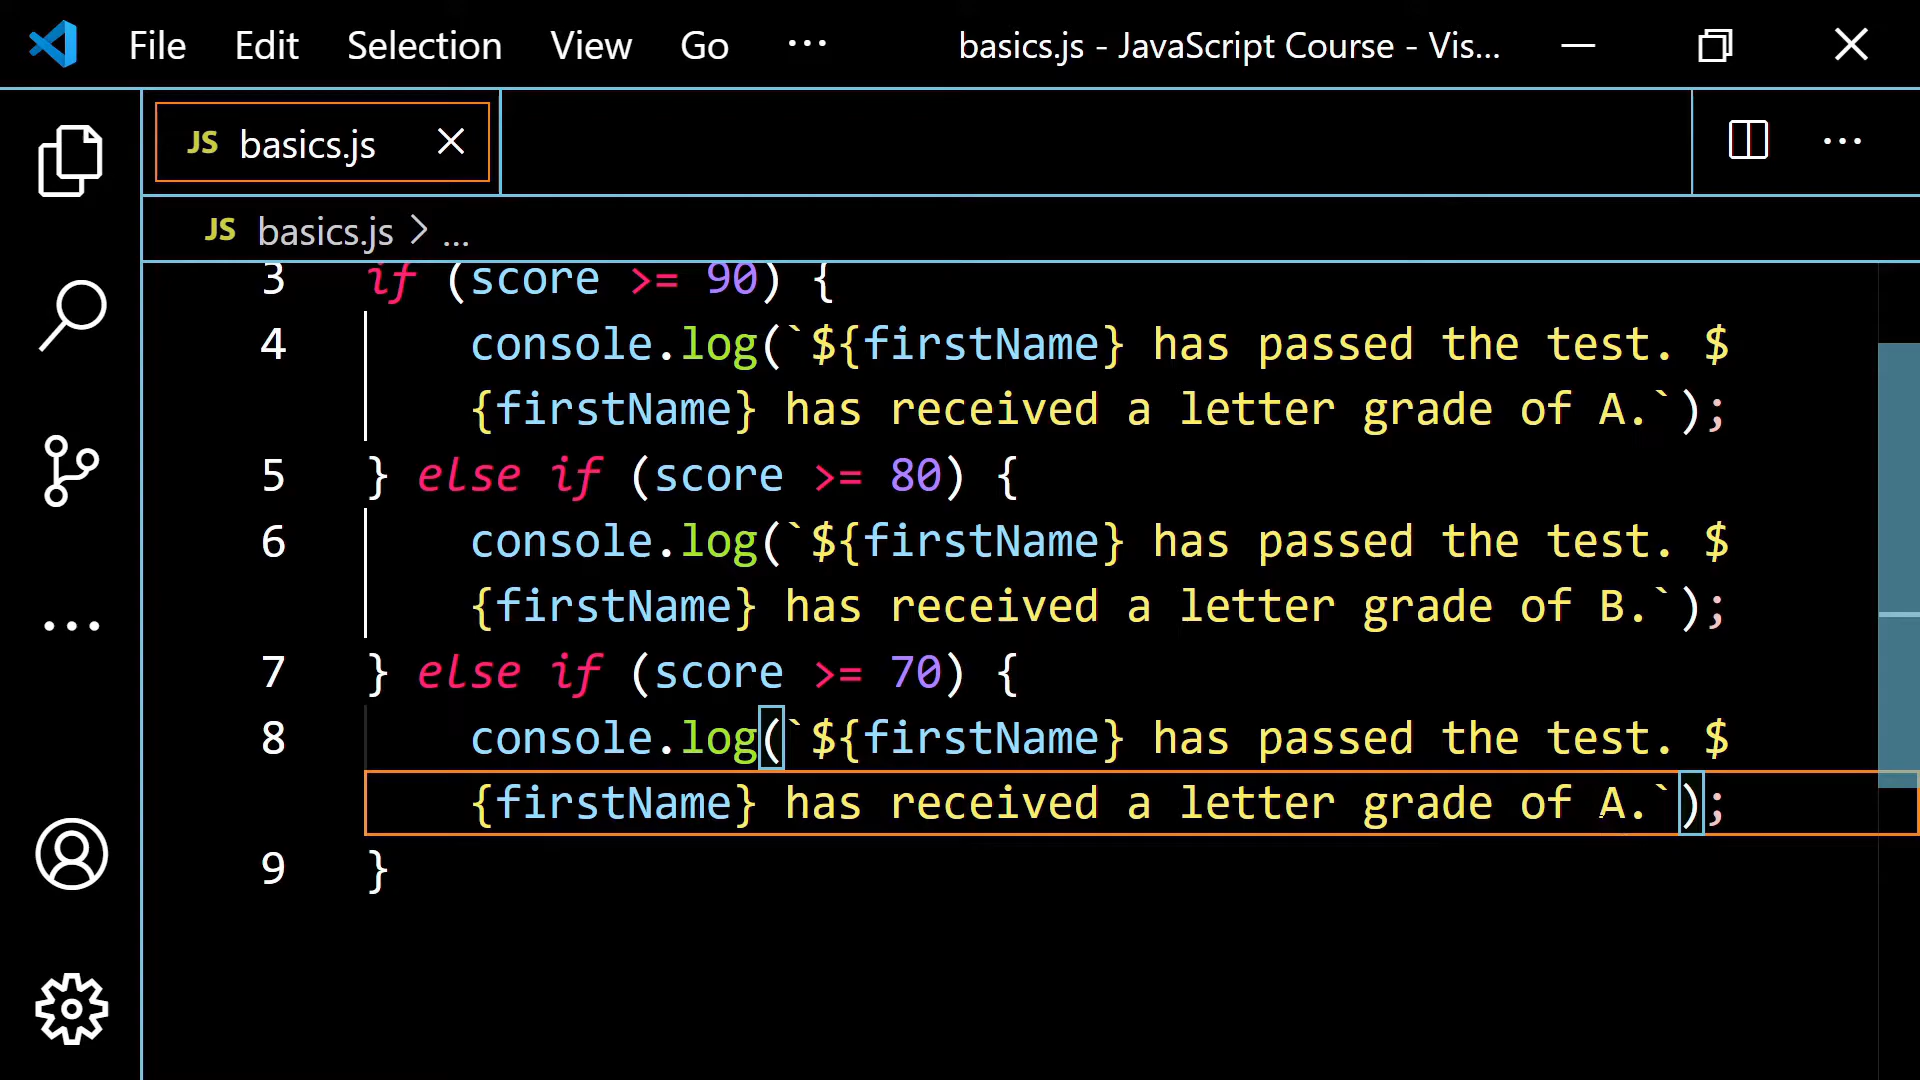 File Edit Selection View Go ··· basics.js - JavaScript Course - Vis...
JS basics.js
JS basics.js > ...
3 if (score >= 90) {
4 console.log(`${firstName} has passed the test. $
{firstName} has received a letter grade of A.`);
5 } else if (score >= 80) {
6 console.log(`${firstName} has passed the test. $
{firstName} has received a letter grade of B.`);
7 } else if (score >= 70) {
8 console.log(`${firstName} has passed the test. $
{firstName} has received a letter grade of A.`);
9 }